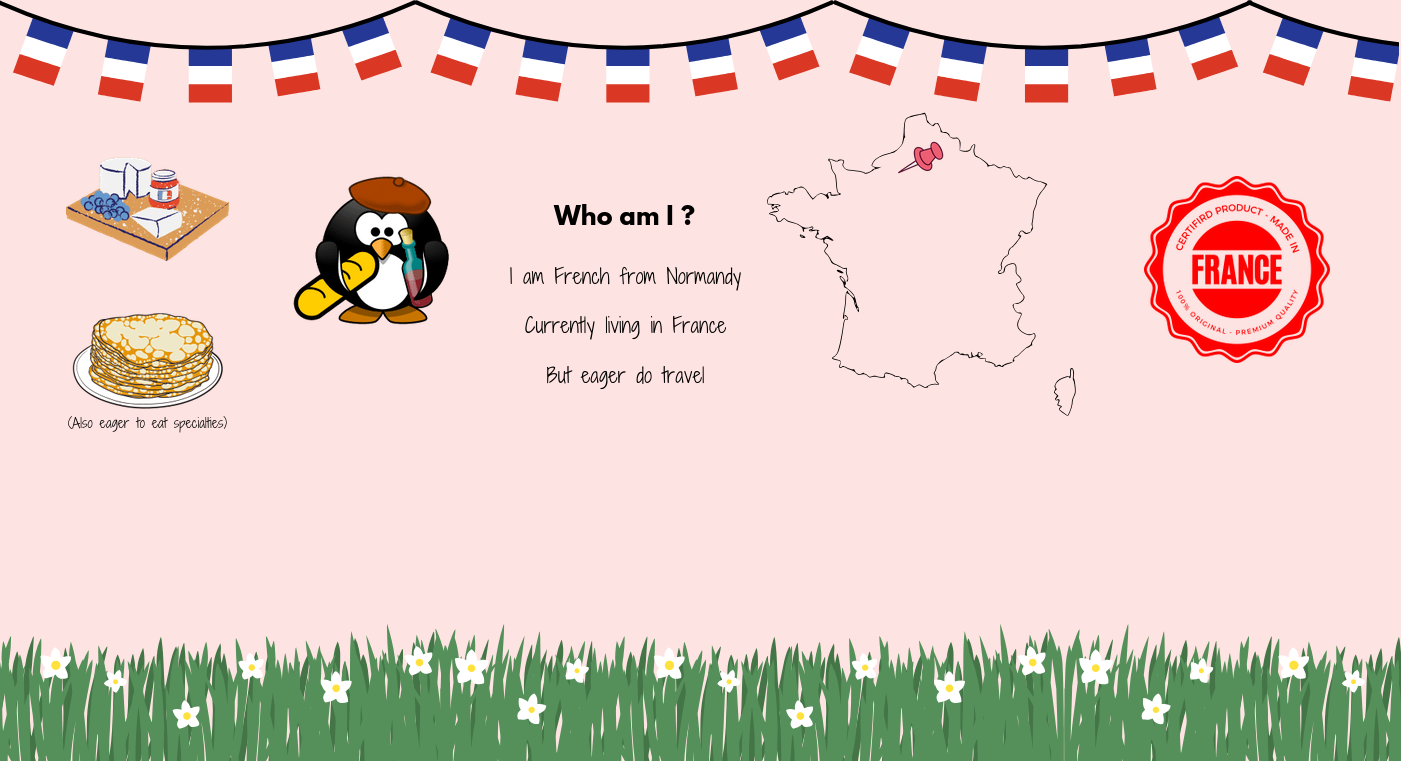 Who am I ?
I am French from Normandy
Currently living in France
But eager do travel
(Also eager to eat specialties)
CERTIFIRD PRODUCT - MADE IN
FRANCE
100% ORIGINAL - PREMIUM QUALITY